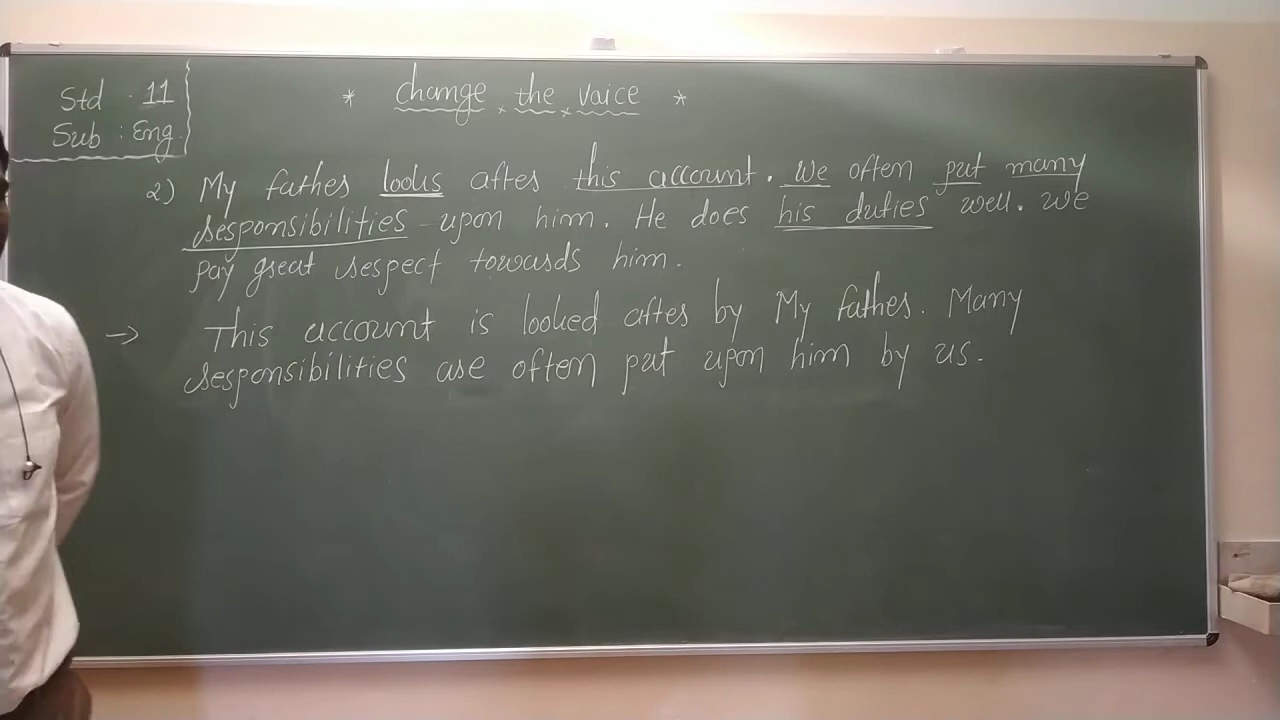 Std . 11
Sub : Eng.
* change the vaice *
2) My father looks after this account. We often put many
responsibilities upon him. He does his duties well. We
pay great respect towards him.
→ This account is looked after by My father. Many
responsibilities are often put upon him by us.